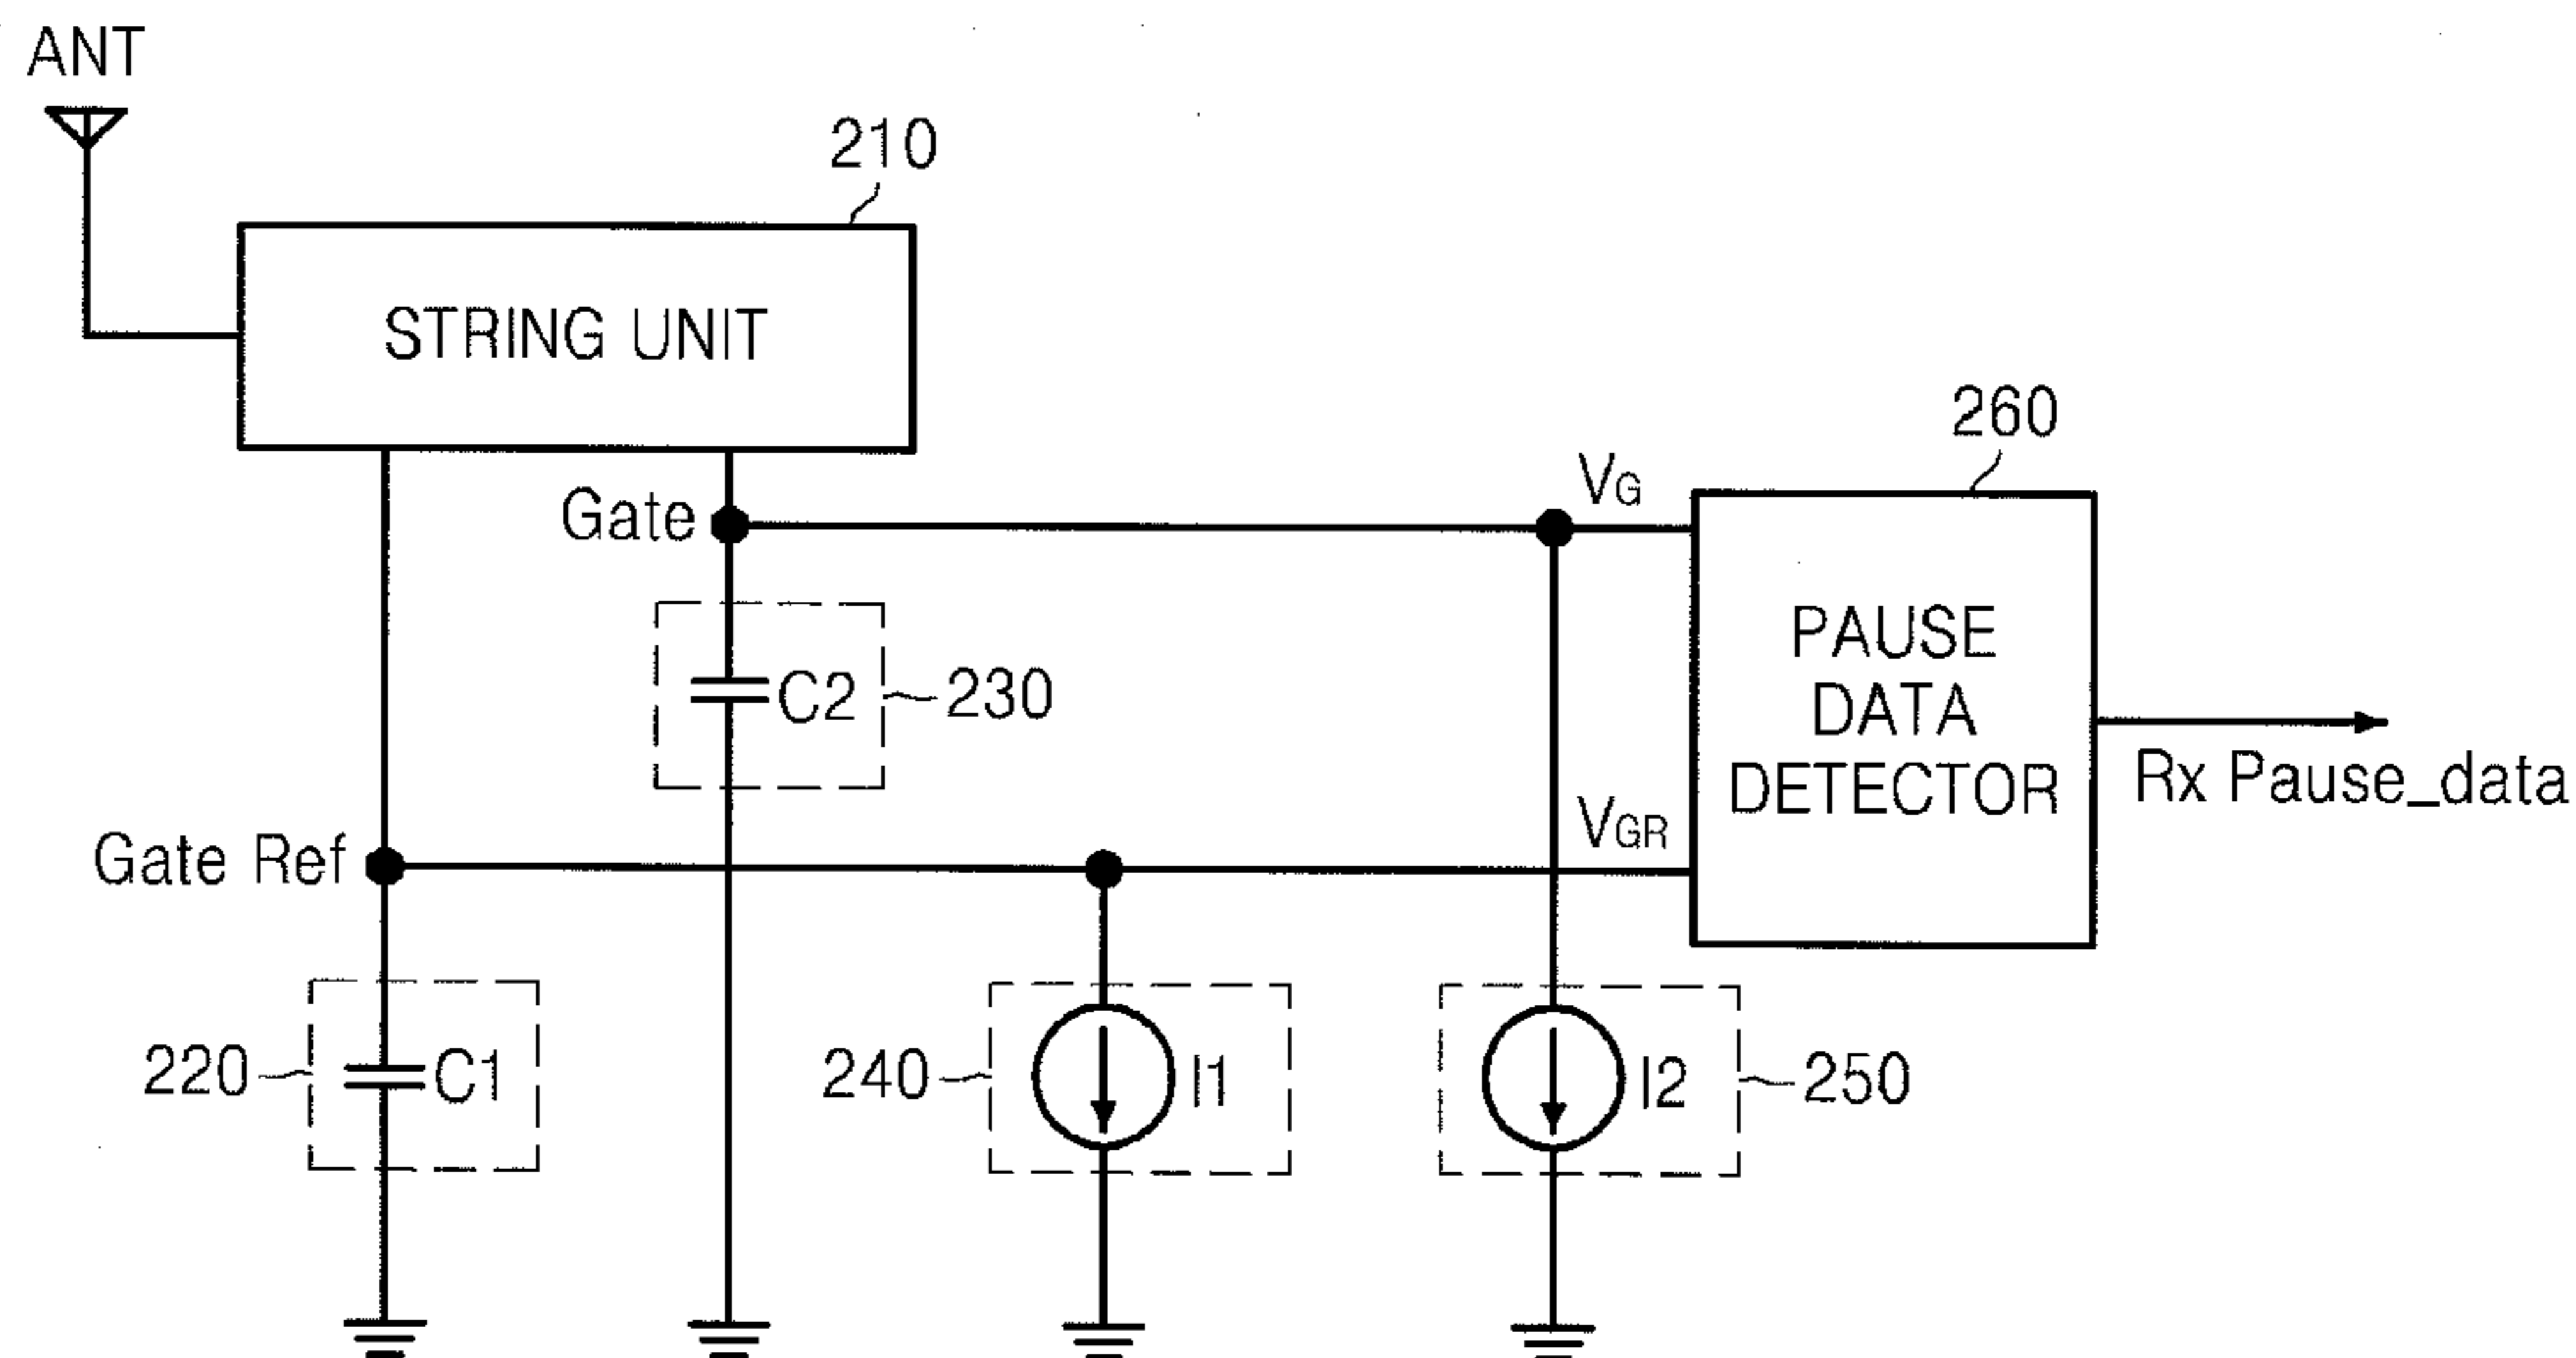 ANT
210
STRING UNIT
260
VG
Gate
PAUSE
DATA
DETECTOR
C2
230
Rx Pause_data
VGR
Gate Ref
220
C1
240
I1
I2
250